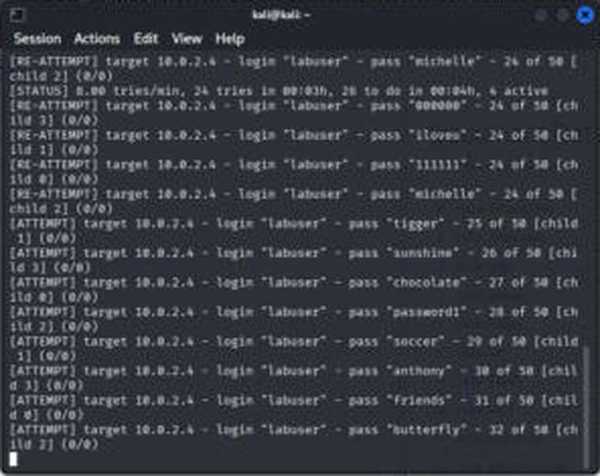 kali@kali: ~
Session Actions Edit View Help
[RE-ATTEMPT] target 10.0.2.4 - login "labuser" - pass "michelle" - 24 of 50 [
child 2] (0/0)
[STATUS] 8.00 tries/min, 24 tries in 00:03h, 26 to do in 00:04h, 4 active
[RE-ATTEMPT] target 10.0.2.4 - login "labuser" - pass "000000" - 24 of 50 [ch
ild 3] (0/0)
[RE-ATTEMPT] target 10.0.2.4 - login "labuser" - pass "iloveu" - 24 of 50 [ch
ild 1] (0/0)
[RE-ATTEMPT] target 10.0.2.4 - login "labuser" - pass "111111" - 24 of 50 [ch
ild 0] (0/0)
[RE-ATTEMPT] target 10.0.2.4 - login "labuser" - pass "michelle" - 24 of 50 [
child 2] (0/0)
[ATTEMPT] target 10.0.2.4 - login "labuser" - pass "tigger" - 25 of 50 [child
1] (0/0)
[ATTEMPT] target 10.0.2.4 - login "labuser" - pass "sunshine" - 26 of 50 [chi
ld 3] (0/0)
[ATTEMPT] target 10.0.2.4 - login "labuser" - pass "chocolate" - 27 of 50 [ch
ild 0] (0/0)
[ATTEMPT] target 10.0.2.4 - login "labuser" - pass "password1" - 28 of 50 [ch
ild 2] (0/0)
[ATTEMPT] target 10.0.2.4 - login "labuser" - pass "soccer" - 29 of 50 [child
1] (0/0)
[ATTEMPT] target 10.0.2.4 - login "labuser" - pass "anthony" - 30 of 50 [chil
d 3] (0/0)
[ATTEMPT] target 10.0.2.4 - login "labuser" - pass "friends" - 31 of 50 [chil
d 0] (0/0)
[ATTEMPT] target 10.0.2.4 - login "labuser" - pass "butterfly" - 32 of 50 [ch
ild 2] (0/0)